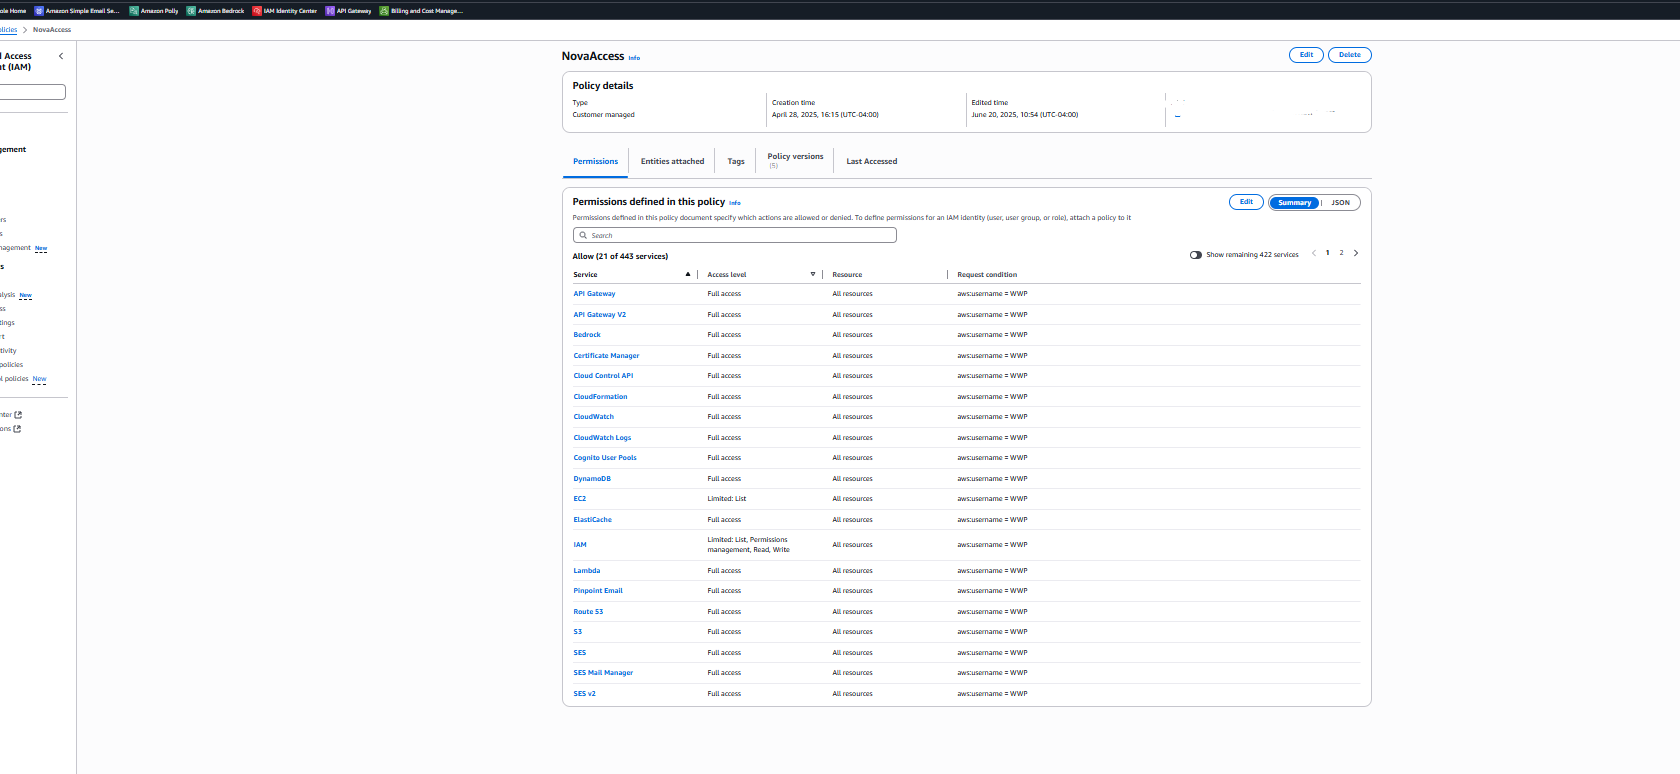 ole Home Amazon Simple Email Se... Amazon Polly Amazon Bedrock IAM Identity Center API Gateway Billing and Cost Manage...
olicies > NovaAccess
l Access
t (IAM)
gement
ers
s
nagement New
s
alysis New
ss
ttings
rt
tivity
policies
l policies New
nter
ons
NovaAccess Info
Edit Delete
Policy details
Type
Customer managed
Creation time
April 28, 2025, 16:15 (UTC-04:00)
Edited time
June 20, 2025, 10:54 (UTC-04:00)
Permissions Entities attached Tags Policy versions (5) Last Accessed
Permissions defined in this policy Info
Edit Summary JSON
Permissions defined in this policy document specify which actions are allowed or denied. To define permissions for an IAM identity (user, user group, or role), attach a policy to it
Search
Allow (21 of 443 services)
Show remaining 422 services < 1 2 >
Service Access level Resource Request condition
API Gateway Full access All resources aws:username = WWP
API Gateway V2 Full access All resources aws:username = WWP
Bedrock Full access All resources aws:username = WWP
Certificate Manager Full access All resources aws:username = WWP
Cloud Control API Full access All resources aws:username = WWP
CloudFormation Full access All resources aws:username = WWP
CloudWatch Full access All resources aws:username = WWP
CloudWatch Logs Full access All resources aws:username = WWP
Cognito User Pools Full access All resources aws:username = WWP
DynamoDB Full access All resources aws:username = WWP
EC2 Limited: List All resources aws:username = WWP
ElastiCache Full access All resources aws:username = WWP
IAM Limited: List, Permissions management, Read, Write All resources aws:username = WWP
Lambda Full access All resources aws:username = WWP
Pinpoint Email Full access All resources aws:username = WWP
Route 53 Full access All resources aws:username = WWP
S3 Full access All resources aws:username = WWP
SES Full access All resources aws:username = WWP
SES Mail Manager Full access All resources aws:username = WWP
SES v2 Full access All resources aws:username = WWP